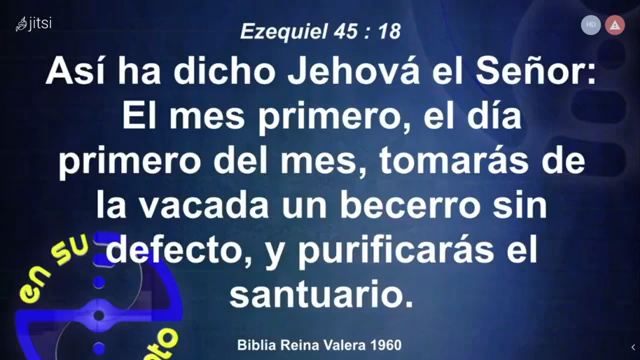 jitsi
HD
Ezequiel 45 : 18
Así ha dicho Jehová el Señor:
El mes primero, el día
primero del mes, tomarás de
la vacada un becerro sin
defecto, y purificarás el
santuario.
en su
Biblia Reina Valera 1960